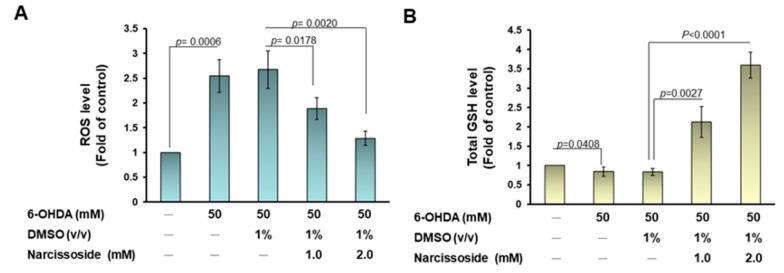 A
ROS level
(Fold of control)
3.5
3
2.5
2
1.5
1
0.5
0
p= 0.0006
p= 0.0020
p= 0.0178
6-OHDA (mM) — 50 50 50 50
DMSO (v/v) — — 1% 1% 1%
Narcissoside (mM) — — — 1.0 2.0
B
Total GSH level
(Fold of control)
4.5
4
3.5
3
2.5
2
1.5
1
0.5
0
P<0.0001
p=0.0027
p=0.0408
6-OHDA (mM) — 50 50 50 50
DMSO (v/v) — — 1% 1% 1%
Narcissoside (mM) — — — 1.0 2.0